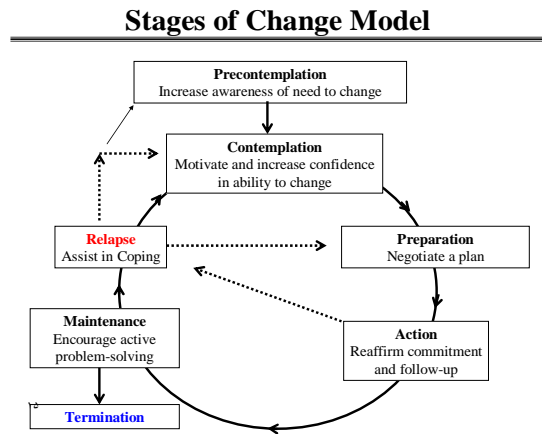 Stages of Change Model
Precontemplation
Increase awareness of need to change
Contemplation
Motivate and increase confidence
in ability to change
Relapse
Assist in Coping
Preparation
Negotiate a plan
Maintenance
Encourage active
problem-solving
Action
Reaffirm commitment
and follow-up
Termination